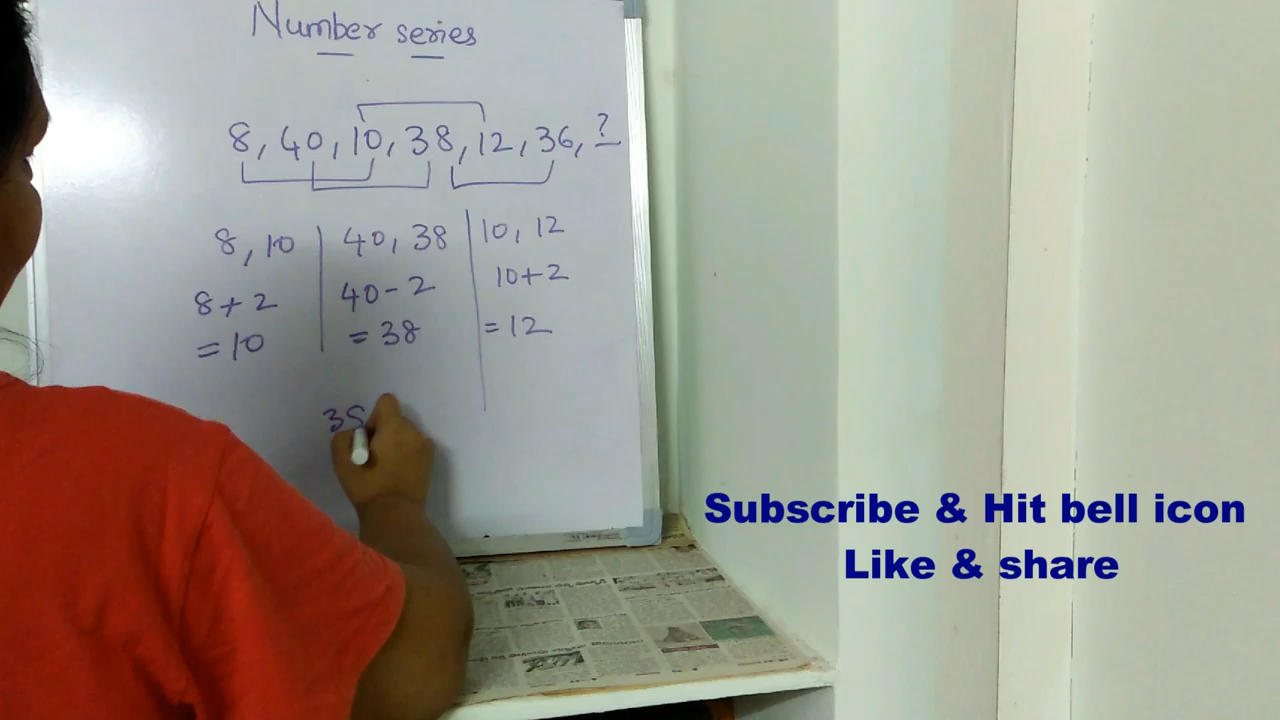 Number series
8, 40, 10, 38, 12, 36, ?
8, 10
8 + 2
= 10
40, 38
40 - 2
= 38
10, 12
10 + 2
= 12
38
Subscribe & Hit bell icon
Like & share